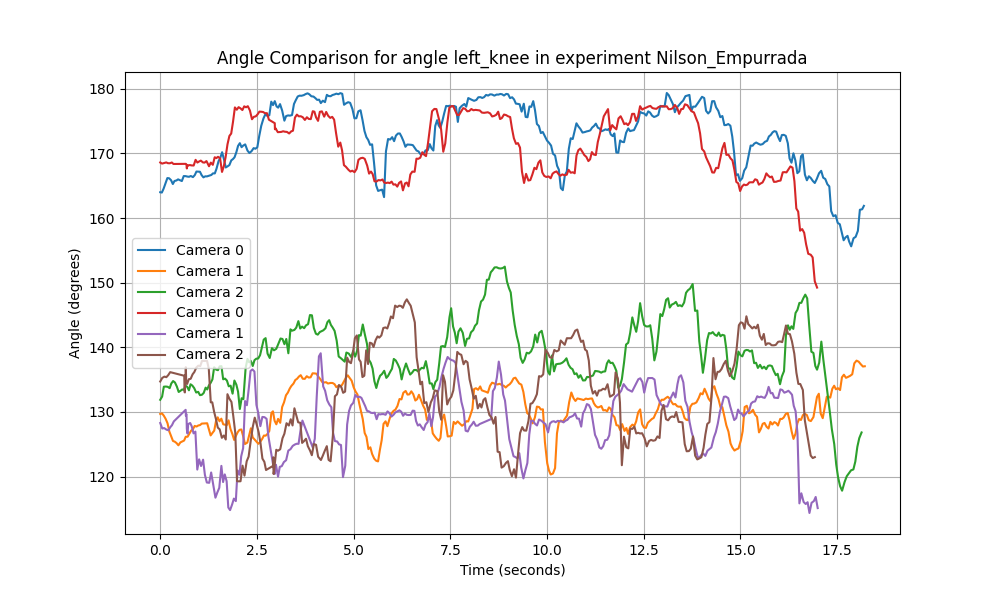 Angle Comparison for angle left_knee in experiment Nilson_Empurrada
Angle (degrees)
180
170
160
150
140
130
120
Camera 0
Camera 1
Camera 2
Camera 0
Camera 1
Camera 2
0.0 2.5 5.0 7.5 10.0 12.5 15.0 17.5
Time (seconds)